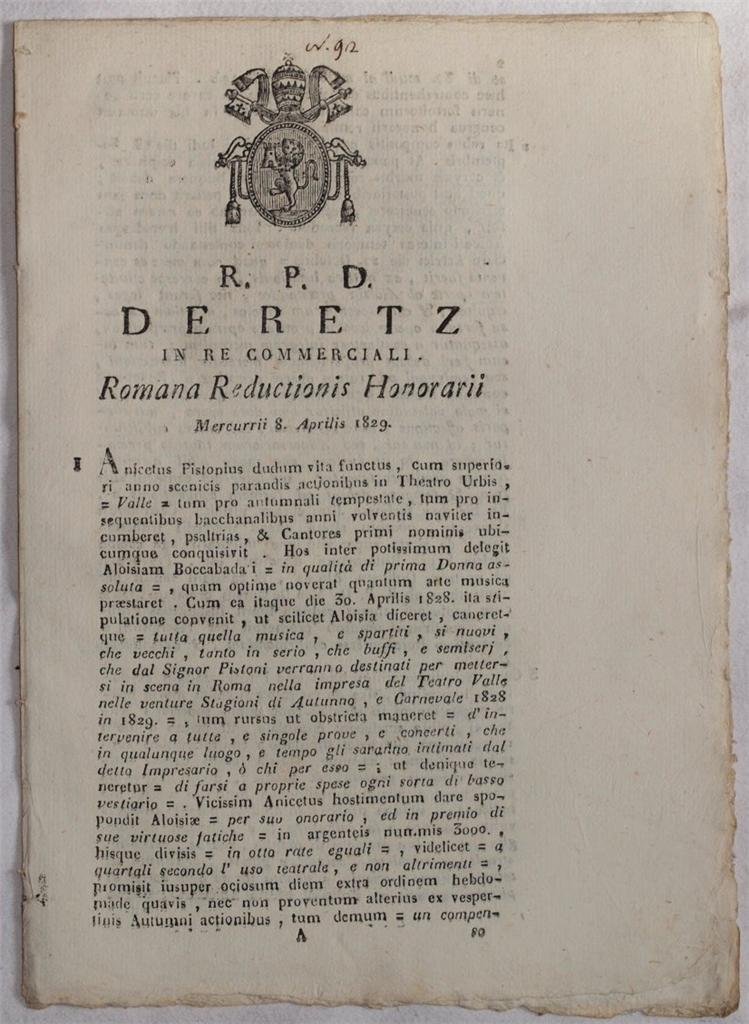 N. 92
R. P. D.
DE RETZ
IN RE COMMERCIALI.
Romana Reductionis Honorarii
Mercurrii 8. Aprilis 1829.
I Anicetus Pistonius dudum vita functus, cum superio-
ri anno scenicis parandis actionibus in Theatro Urbis,
= Valle = tum pro autumnali tempestate, tum pro in-
sequentibus bacchanalibus anni volventis naviter in-
cumberet, psaltrias, & Cantores primi nominis ubi-
cumque conquisivit. Hos inter potissimum delegit
Aloisiam Boccabadai = in qualità di prima Donna as-
soluta =, quam optime noverat quantum arte musica
præstaret. Cum ea itaque die 30. Aprilis 1828. ita sti-
pulatione convenit, ut scilicet Aloisia diceret, caneret-
que = tutta quella musica, e spartiti, si nuovi,
che vecchi, tanto in serio, che buffi, e semiserj,
che dal Signor Pistoni verranno destinati per metter-
si in scena in Roma nella impresa del Teatro Valle
nelle venture Stagioni di Autunno, e Carnevale 1828
in 1829. =, tum rursus ut obstricta maneret = d'in-
tervenire a tutte, e singole prove, e concerti, che
in qualunque luogo, e tempo gli saranno intimati dal
detto Impresario, ò chi per esso = ; ut denique te-
neretur = di farsi a proprie spese ogni sorta di basso
vestiario =. Vicissim Anicetus hostimentum dare spo-
pondit Aloisiæ = per suo onorario, ed in premio di
sue virtuose fatiche = in argenteis nummis 3000.,
hisque divisis = in otto rate eguali =, videlicet = a
quartali secondo l'uso teatrale, e non altrimenti =,
promisit iusuper ociosum diem extra ordinem hebdo-
made quavis, nec non proventum alterius ex vesper-
tinis Autumni actionibus, tum demum = un compen-
A so